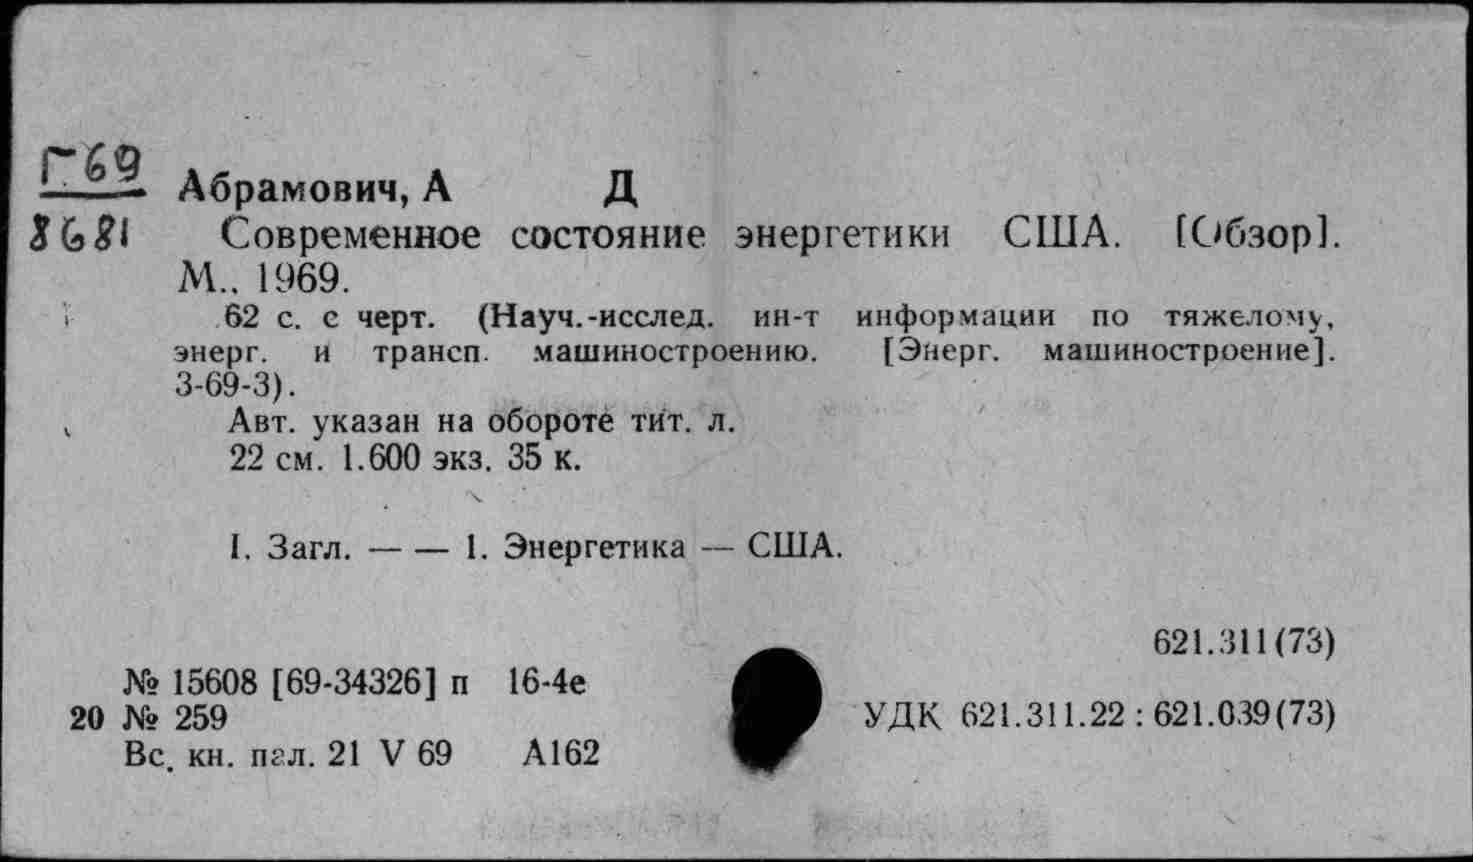 Г69
8681
Абрамович, А Д
Современное состояние энергетики США. [Обзор].
М., 1969.
62 с. с черт. (Науч.-исслед. ин-т информации по тяжелому,
энерг. и трансп. машиностроению. [Энерг. машиностроение].
3-69-3).
Авт. указан на обороте тит. л.
22 см. 1.600 экз. 35 к.
I. Загл. — — 1. Энергетика — США.
621.311(73)
№ 15608 [69-34326] п 16-4е
20 № 259
УДК 621.311.22 : 621.039(73)
Вс. кн. пал. 21 V 69 А162